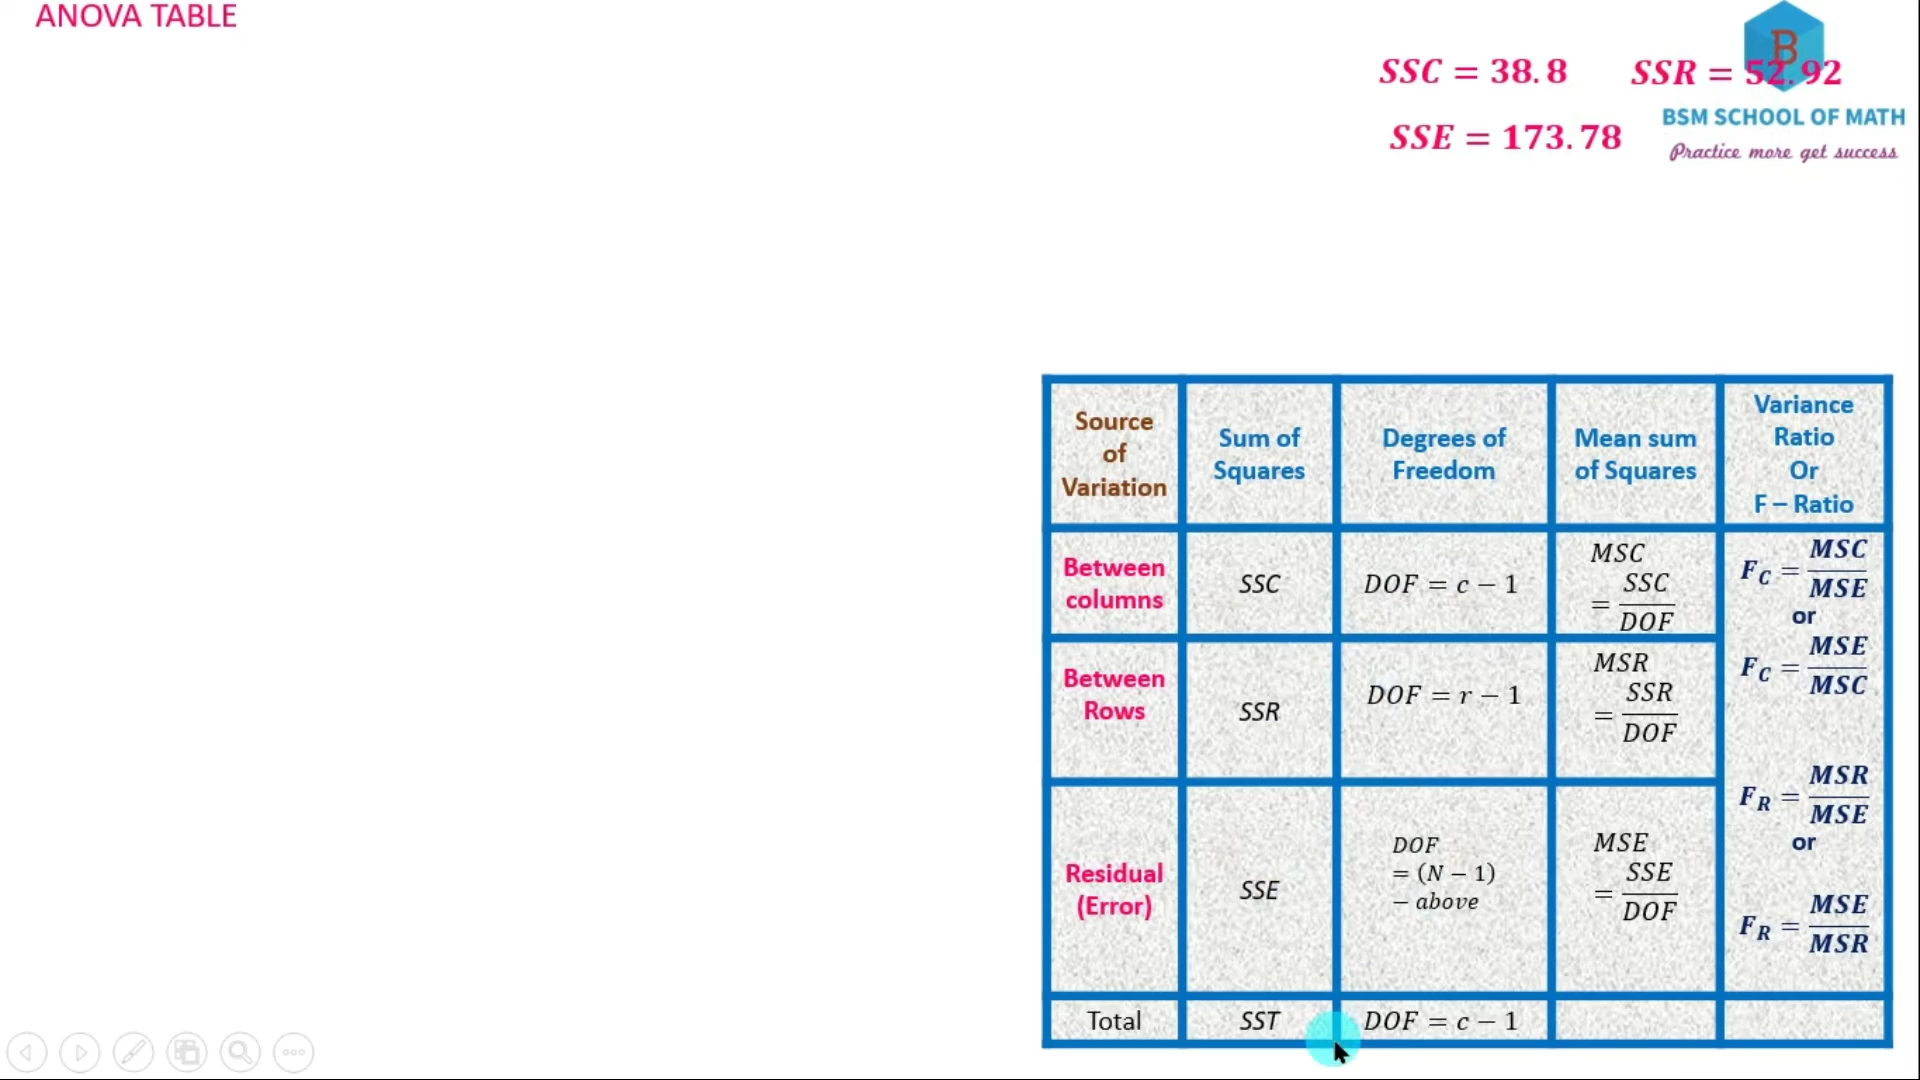 ANOVA TABLE
SSC = 38.8 SSR = 52.92
SSE = 173.78
B
BSM SCHOOL OF MATH
Practice more get success
Source of Variation
Sum of Squares
Degrees of Freedom
Mean sum of Squares
Variance Ratio Or F – Ratio
Between columns
SSC
DOF = c − 1
MSC = SSC/DOF
F_C = MSC/MSE
or
F_C = MSE/MSC
Between Rows
SSR
DOF = r − 1
MSR = SSR/DOF
F_R = MSR/MSE
or
F_R = MSE/MSR
Residual (Error)
SSE
DOF = (N − 1) − above
MSE = SSE/DOF
Total
SST
DOF = c − 1